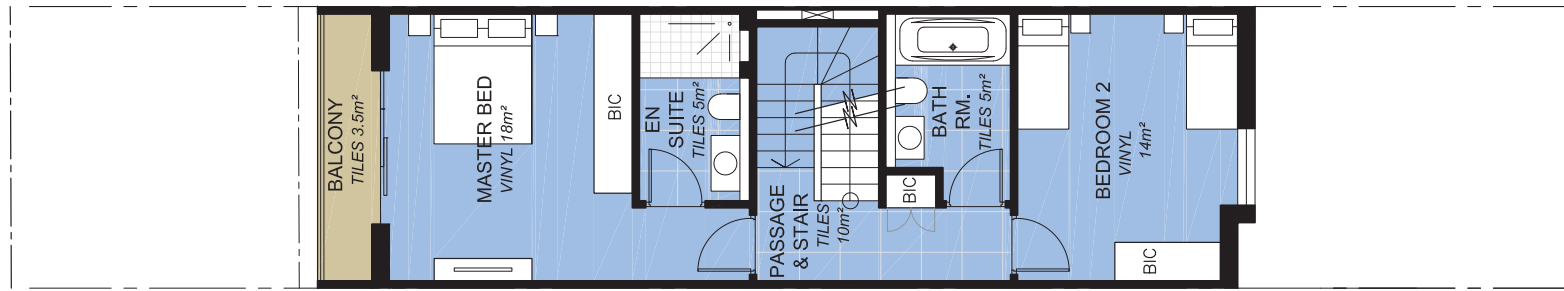 BALCONY
TILES 3.5m²
MASTER BED
VINYL 18m²
BIC
EN
SUITE
TILES 5m²
PASSAGE
& STAIR
TILES
10m²
BIC
BATH
RM.
TILES 5m²
BEDROOM 2
VINYL
14m²
BIC